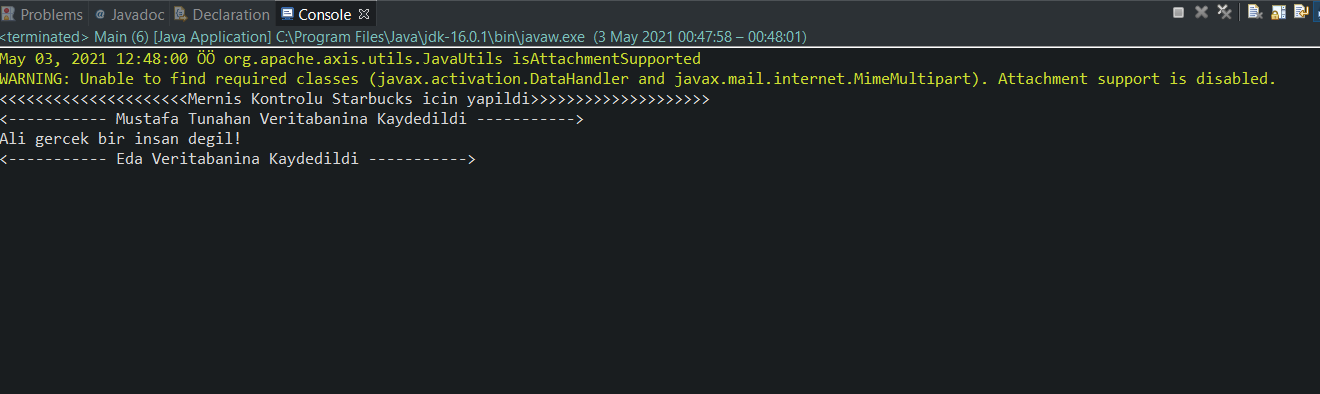 Problems @ Javadoc Declaration Console
<terminated> Main (6) [Java Application] C:\Program Files\Java\jdk-16.0.1\bin\javaw.exe (3 May 2021 00:47:58 – 00:48:01)
May 03, 2021 12:48:00 ÖÖ org.apache.axis.utils.JavaUtils isAttachmentSupported
WARNING: Unable to find required classes (javax.activation.DataHandler and javax.mail.internet.MimeMultipart). Attachment support is disabled.
<<<<<<<<<<<<<<<<<<<<<Mernis Kontrolu Starbucks icin yapildi>>>>>>>>>>>>>>>>>>>>
<----------- Mustafa Tunahan Veritabanina Kaydedildi ----------->
Ali gercek bir insan degil!
<----------- Eda Veritabanina Kaydedildi ----------->